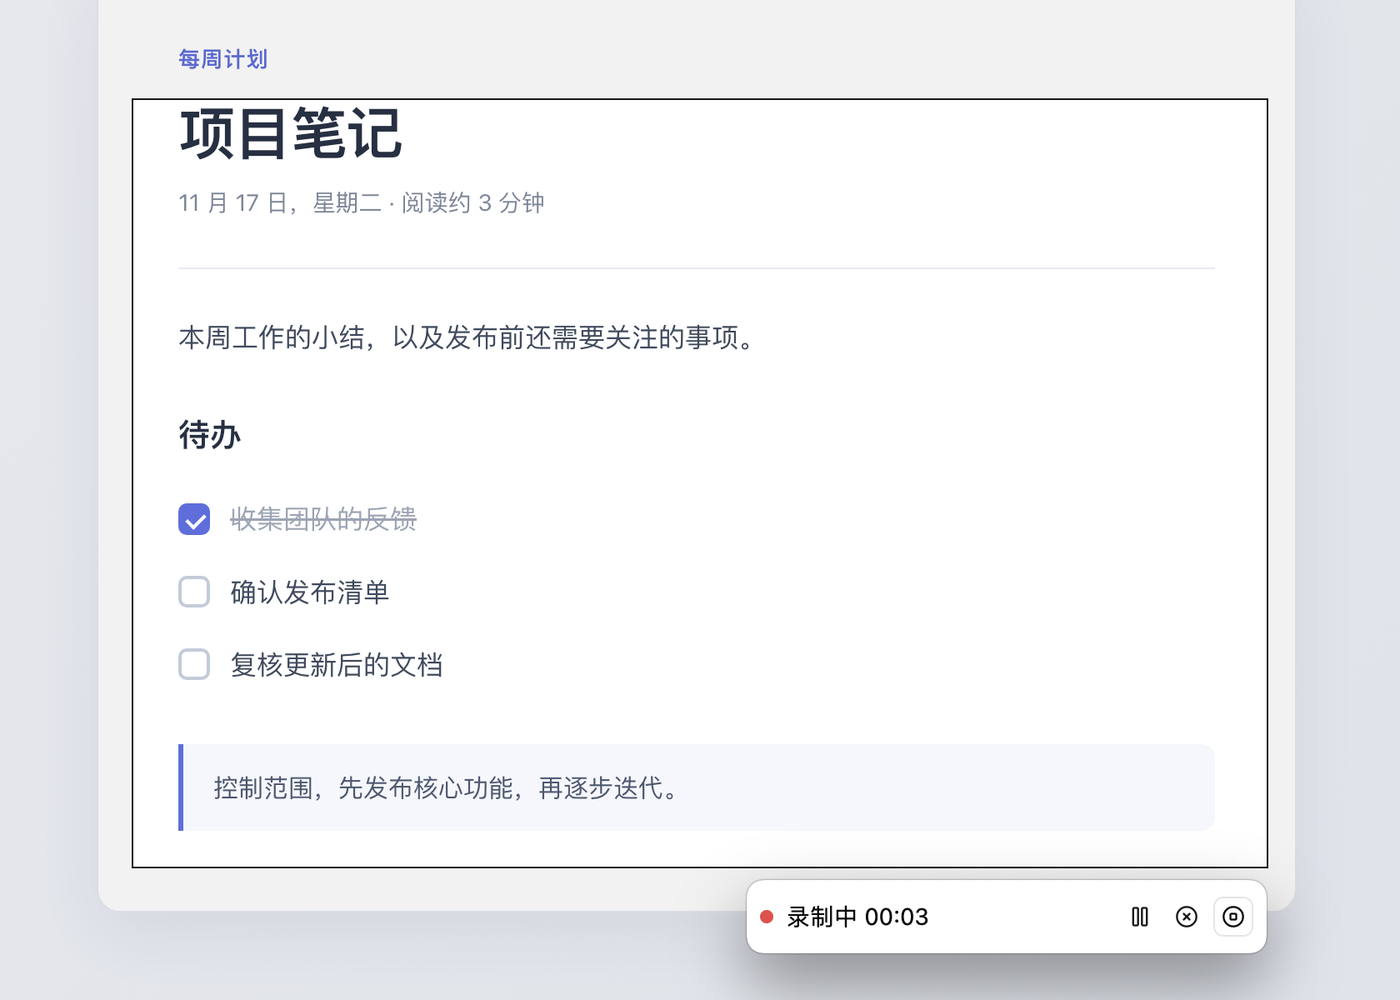 每周计划
项目笔记
11 月 17 日，星期二 · 阅读约 3 分钟
本周工作的小结，以及发布前还需要关注的事项。
待办
收集团队的反馈
确认发布清单
复核更新后的文档
控制范围，先发布核心功能，再逐步迭代。
录制中 00:03